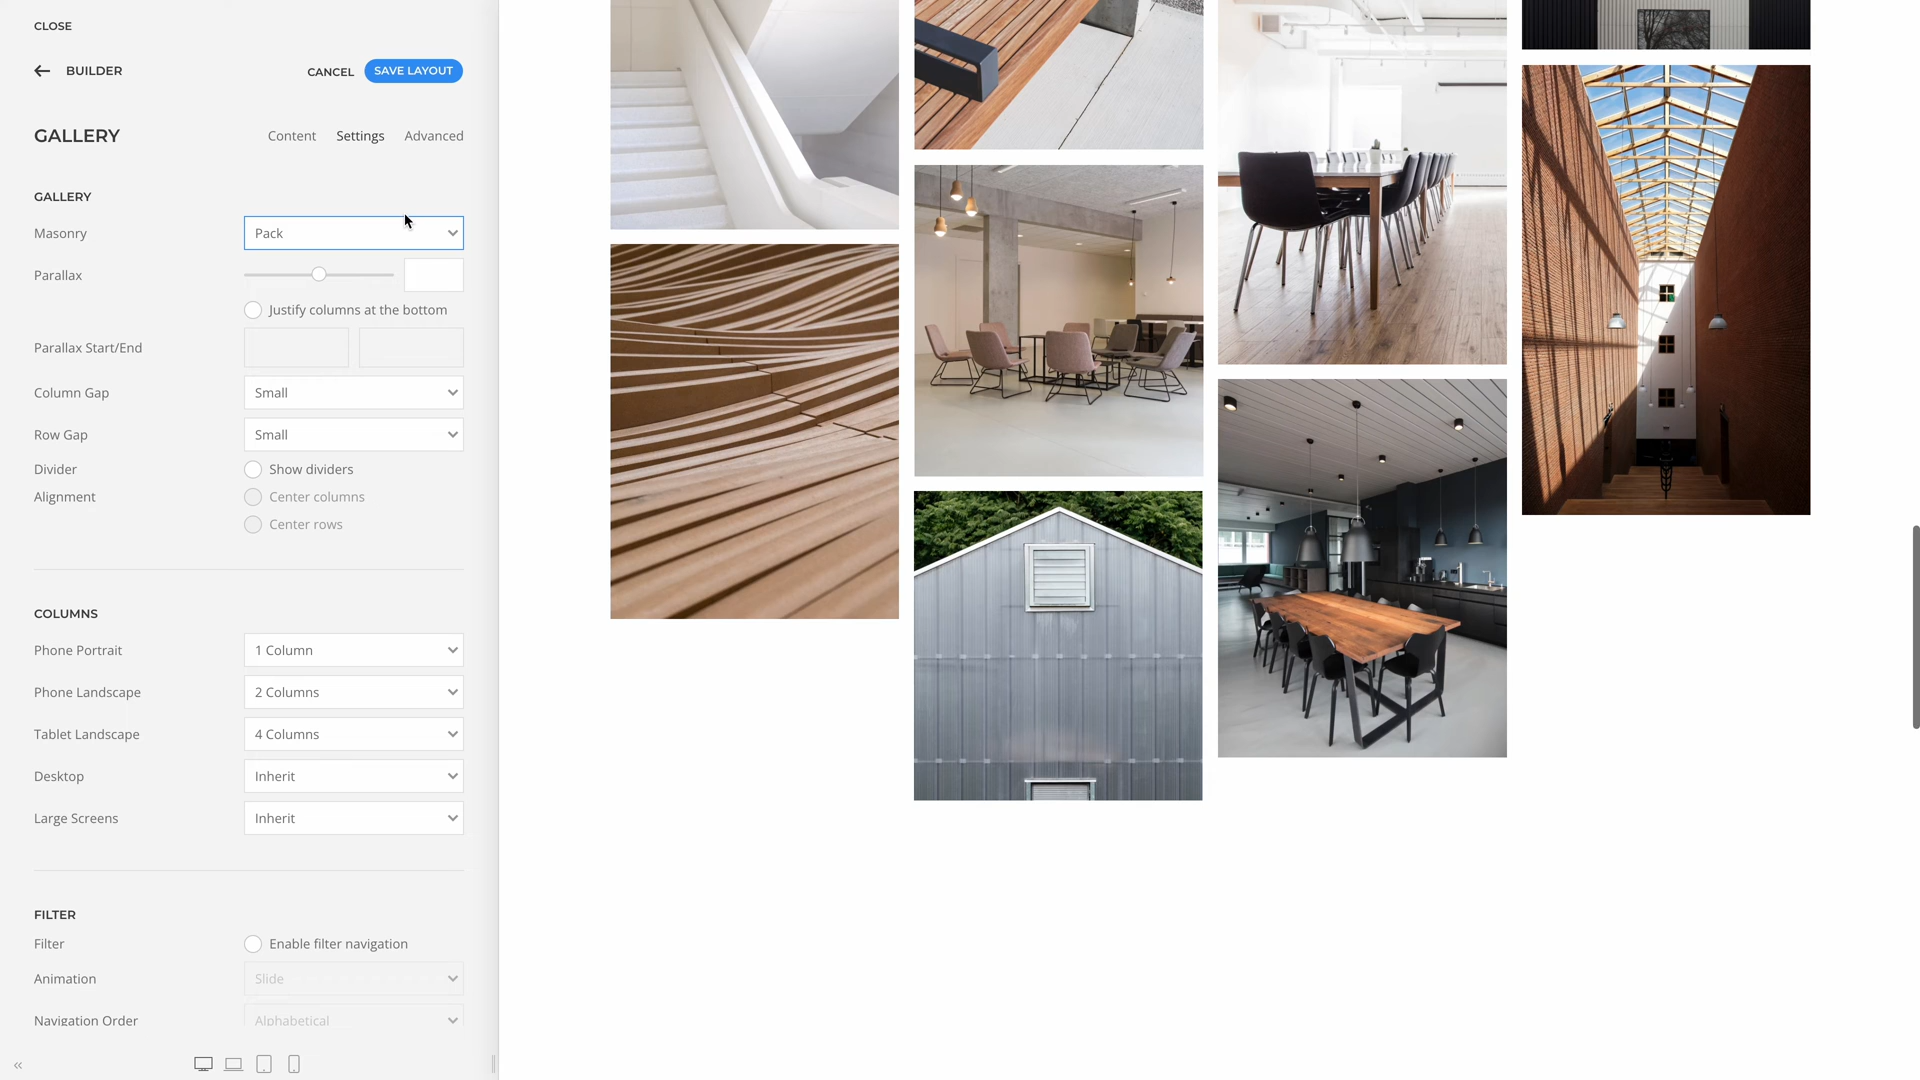 CLOSE
BUILDER
CANCEL
SAVE LAYOUT
GALLERY
Content
Settings
Advanced
GALLERY
Masonry
Pack
Parallax
Justify columns at the bottom
Parallax Start/End
Column Gap
Small
Row Gap
Small
Divider
Show dividers
Alignment
Center columns
Center rows
COLUMNS
Phone Portrait
1 Column
Phone Landscape
2 Columns
Tablet Landscape
4 Columns
Desktop
Inherit
Large Screens
Inherit
FILTER
Filter
Enable filter navigation
Animation
Slide
Navigation Order
Alphabetical